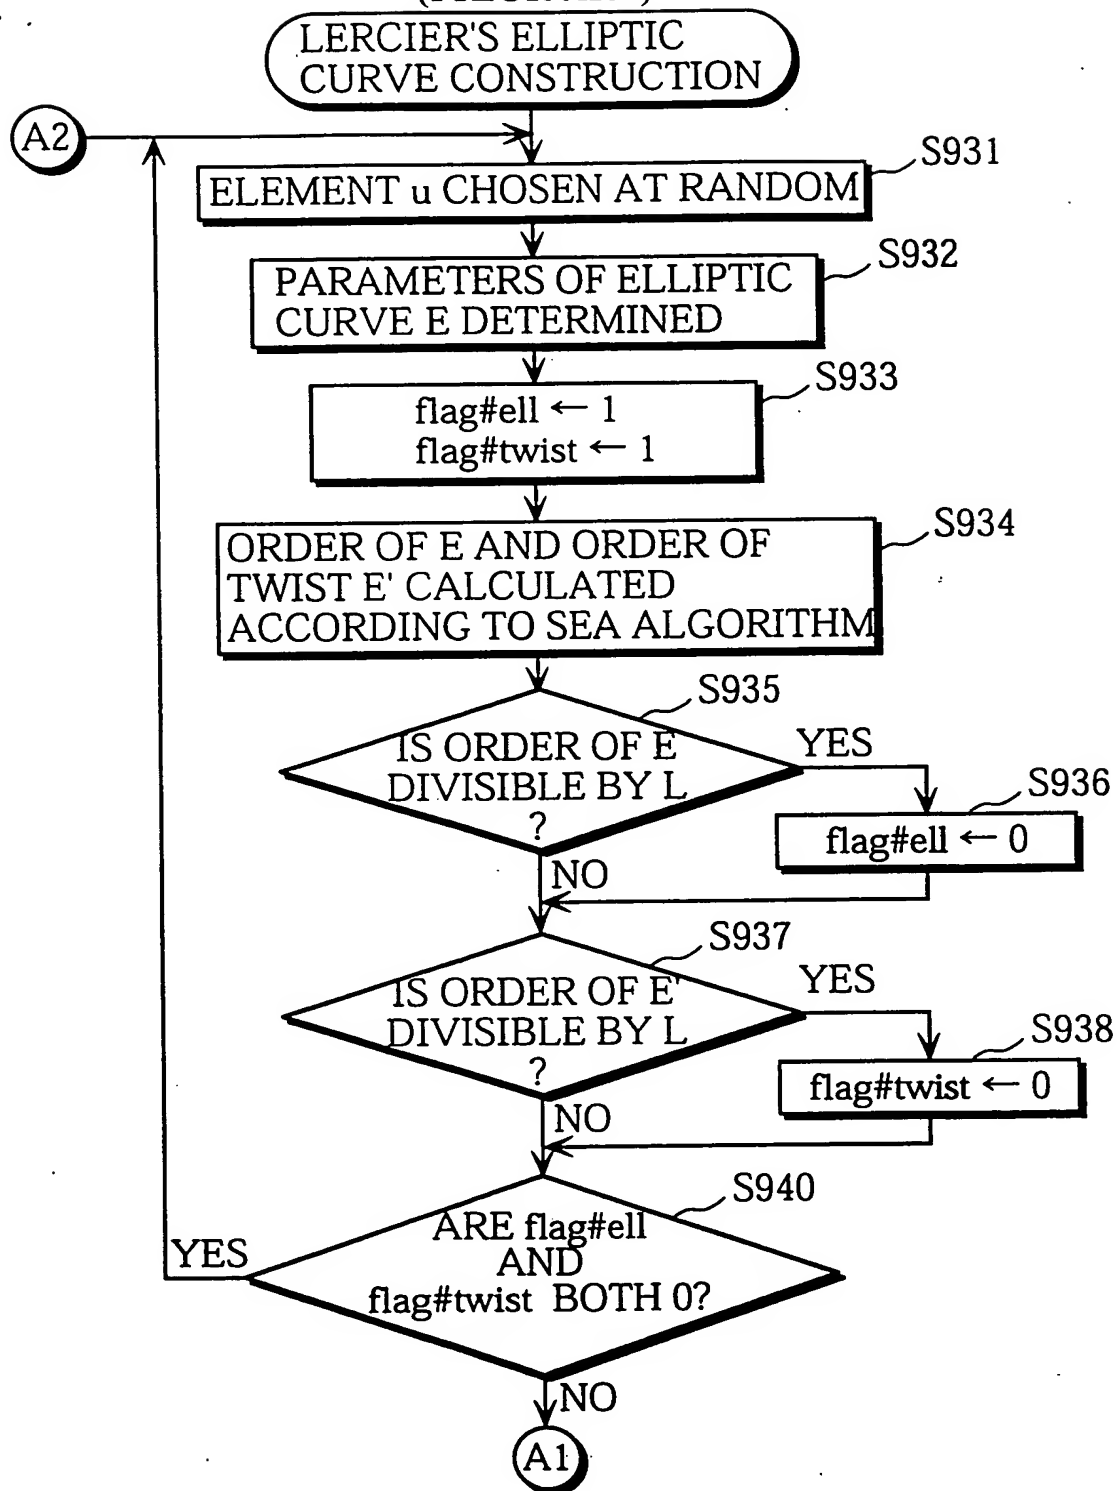 LERCIER'S ELLIPTIC
CURVE CONSTRUCTION
A2
S931
ELEMENT u CHOSEN AT RANDOM
S932
PARAMETERS OF ELLIPTIC
CURVE E DETERMINED
S933
flag#ell ← 1
flag#twist ← 1
S934
ORDER OF E AND ORDER OF
TWIST E' CALCULATED
ACCORDING TO SEA ALGORITHM
S935
IS ORDER OF E
DIVISIBLE BY L
?
YES
S936
flag#ell ← 0
NO
S937
IS ORDER OF E'
DIVISIBLE BY L
?
YES
S938
flag#twist ← 0
NO
S940
ARE flag#ell
AND
flag#twist BOTH 0?
YES
NO
A1